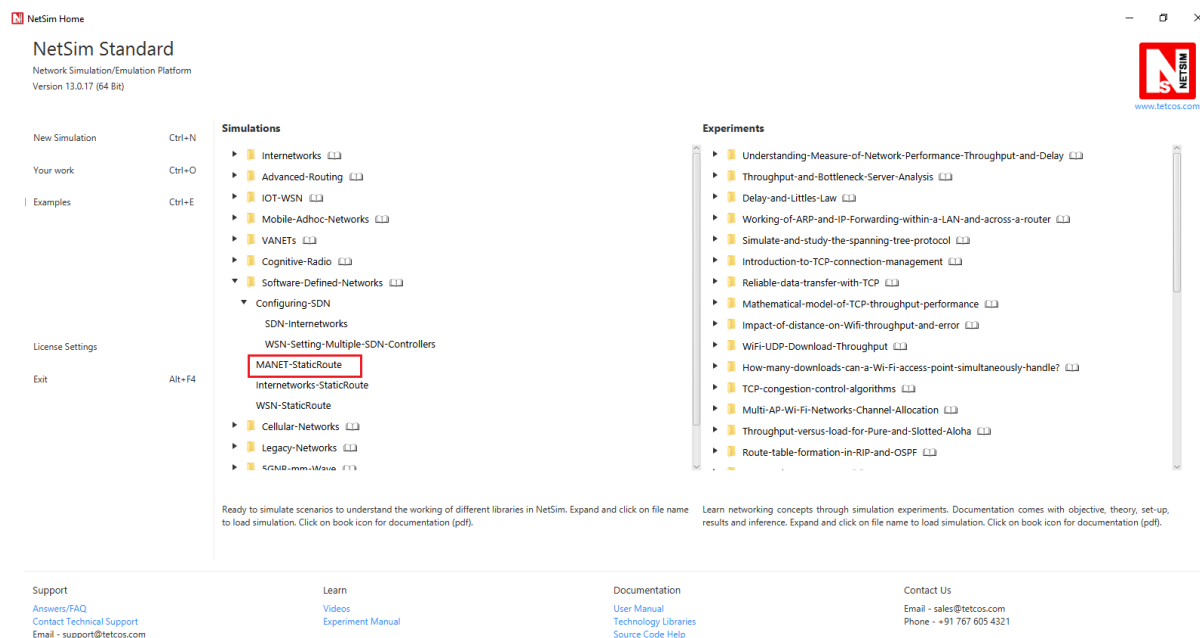 NetSim Home
NetSim Standard
Network Simulation/Emulation Platform
Version 13.0.17 (64 Bit)
NETSIM
www.tetcos.com
New Simulation Ctrl+N
Your work Ctrl+O
Examples Ctrl+E
License Settings
Exit Alt+F4
Simulations
Internetworks
Advanced-Routing
IOT-WSN
Mobile-Adhoc-Networks
VANETs
Cognitive-Radio
Software-Defined-Networks
Configuring-SDN
SDN-Internetworks
WSN-Setting-Multiple-SDN-Controllers
MANET-StaticRoute
Internetworks-StaticRoute
WSN-StaticRoute
Cellular-Networks
Legacy-Networks
5GNR-mm-Wave
Ready to simulate scenarios to understand the working of different libraries in NetSim. Expand and click on file name
to load simulation. Click on book icon for documentation (pdf).
Experiments
Understanding-Measure-of-Network-Performance-Throughput-and-Delay
Throughput-and-Bottleneck-Server-Analysis
Delay-and-Littles-Law
Working-of-ARP-and-IP-Forwarding-within-a-LAN-and-across-a-router
Simulate-and-study-the-spanning-tree-protocol
Introduction-to-TCP-connection-management
Reliable-data-transfer-with-TCP
Mathematical-model-of-TCP-throughput-performance
Impact-of-distance-on-Wifi-throughput-and-error
WiFi-UDP-Download-Throughput
How-many-downloads-can-a-Wi-Fi-access-point-simultaneously-handle?
TCP-congestion-control-algorithms
Multi-AP-Wi-Fi-Networks-Channel-Allocation
Throughput-versus-load-for-Pure-and-Slotted-Aloha
Route-table-formation-in-RIP-and-OSPF
Learn networking concepts through simulation experiments. Documentation comes with objective, theory, set-up,
results and inference. Expand and click on file name to load simulation. Click on book icon for documentation (pdf).
Support
Answers/FAQ
Contact Technical Support
Email - support@tetcos.com
Learn
Videos
Experiment Manual
Documentation
User Manual
Technology Libraries
Source Code Help
Contact Us
Email - sales@tetcos.com
Phone - +91 767 605 4321